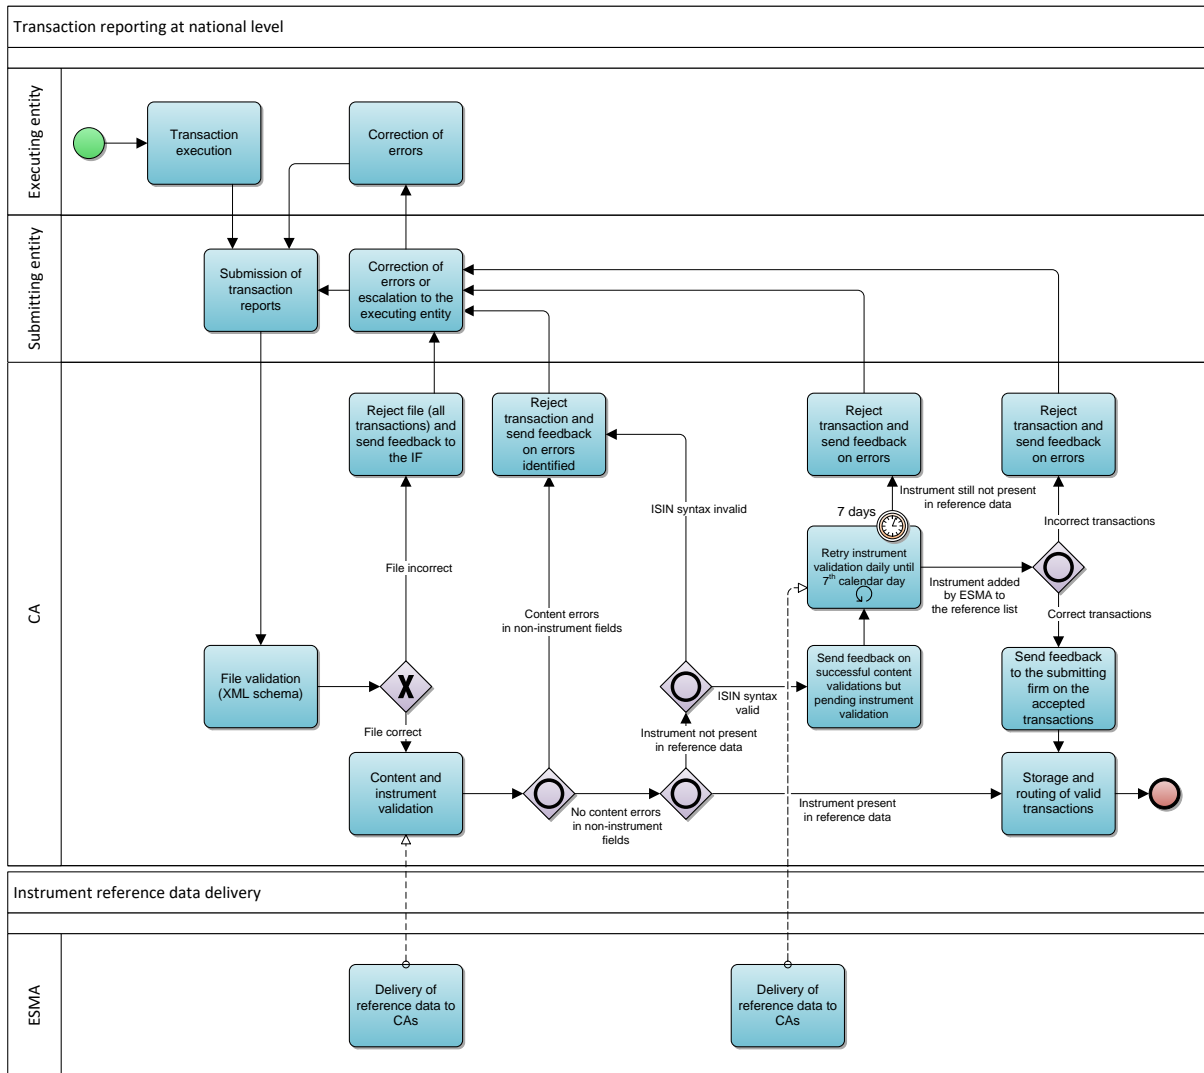 Transaction reporting at national level
Executing entity
Transaction
execution
Correction of
errors
Submitting entity
Submission of
transaction
reports
Correction of
errors or
escalation to the
executing entity
CA
Reject file (all
transactions) and
send feedback to
the IF
Reject
transaction and
send feedback
on errors
identified
Reject
transaction and
send feedback
on errors
Reject
transaction and
send feedback
on errors
Instrument still not present
in reference data
ISIN syntax invalid
7 days
Incorrect transactions
Retry instrument
validation daily until
7th calendar day
File incorrect
Instrument added
by ESMA to
the reference list
Content errors
in non-instrument fields
Correct transactions
File validation
(XML schema)
X
Send feedback on
successful content
validations but
pending instrument
validation
Send feedback
to the submitting
firm on the
accepted
transactions
ISIN syntax
valid
File correct
Instrument not present
in reference data
Content and
instrument
validation
Storage and
routing of valid
transactions
No content errors
in non-instrument
fields
Instrument present
in reference data
Instrument reference data delivery
ESMA
Delivery of
reference data to
CAs
Delivery of
reference data to
CAs